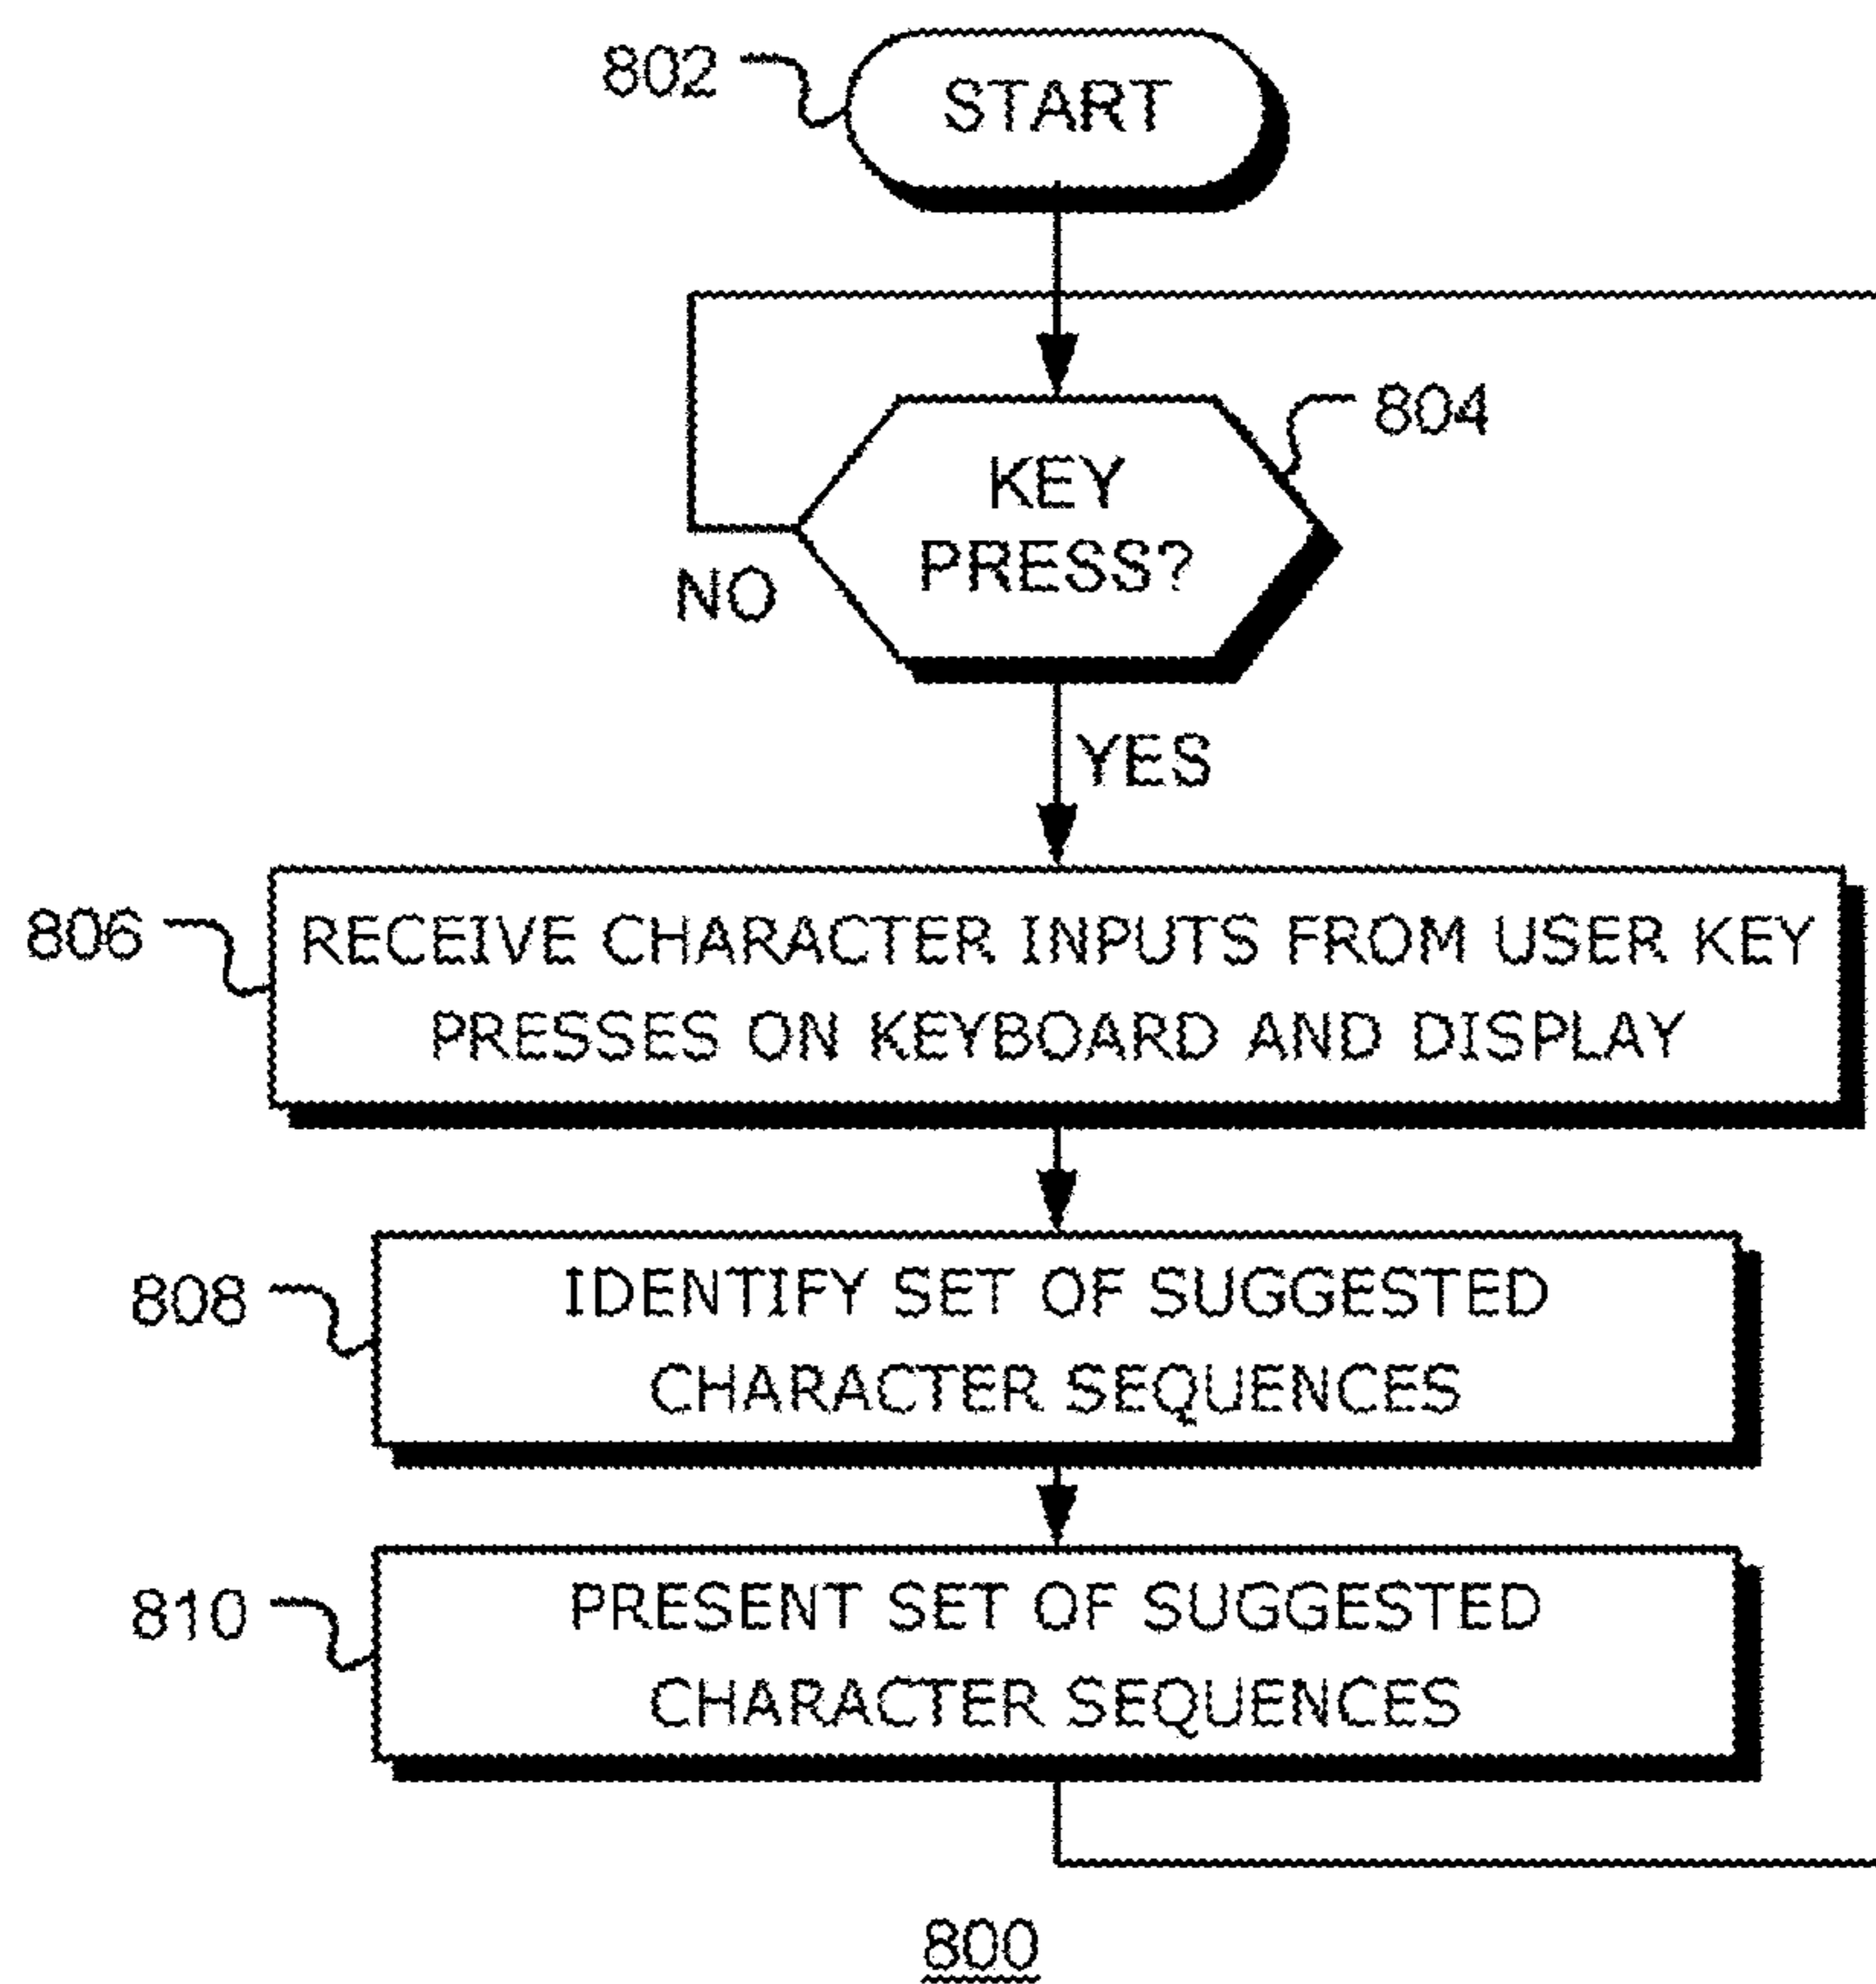 802
START
804
KEY
PRESS?
NO
YES
806
RECEIVE CHARACTER INPUTS FROM USER KEY
PRESSES ON KEYBOARD AND DISPLAY
808
IDENTIFY SET OF SUGGESTED
CHARACTER SEQUENCES
810
PRESENT SET OF SUGGESTED
CHARACTER SEQUENCES
800